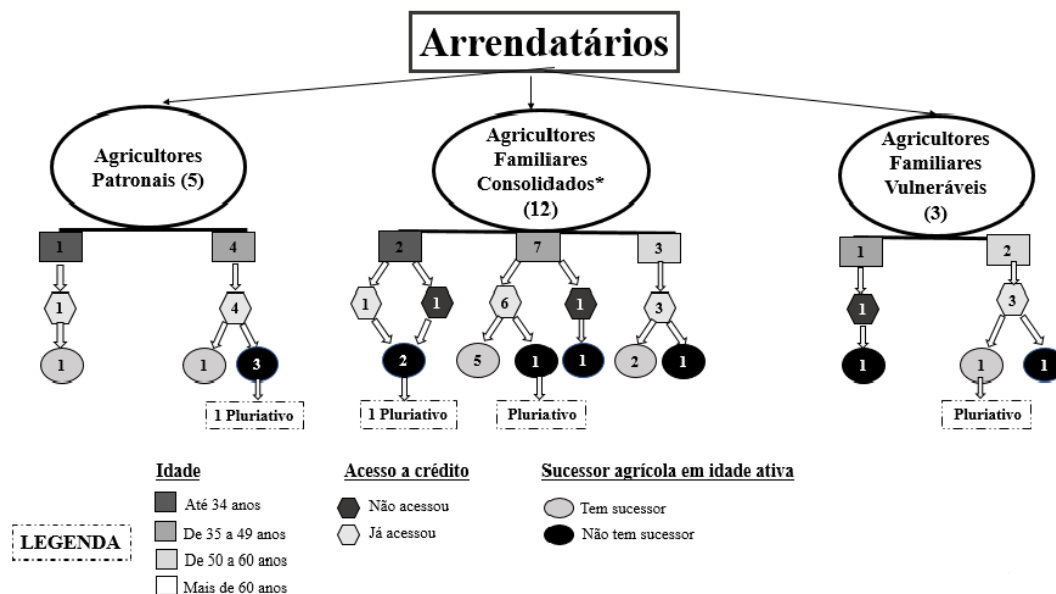 Arrendatários
Agricultores
Patronais (5)
Agricultores
Familiares
Consolidados*
(12)
Agricultores
Familiares
Vulneráveis
(3)
1 4 2 7 3 1 2
1 4 1 1 6 1 3 1 3
1 1 3 2 5 1 1 2 1 1 1 1
1 Pluriativo 1 Pluriativo Pluriativo Pluriativo
LEGENDA
Idade
Até 34 anos
De 35 a 49 anos
De 50 a 60 anos
Mais de 60 anos
Acesso a crédito
Não acessou
Já acessou
Sucessor agrícola em idade ativa
Tem sucessor
Não tem sucessor